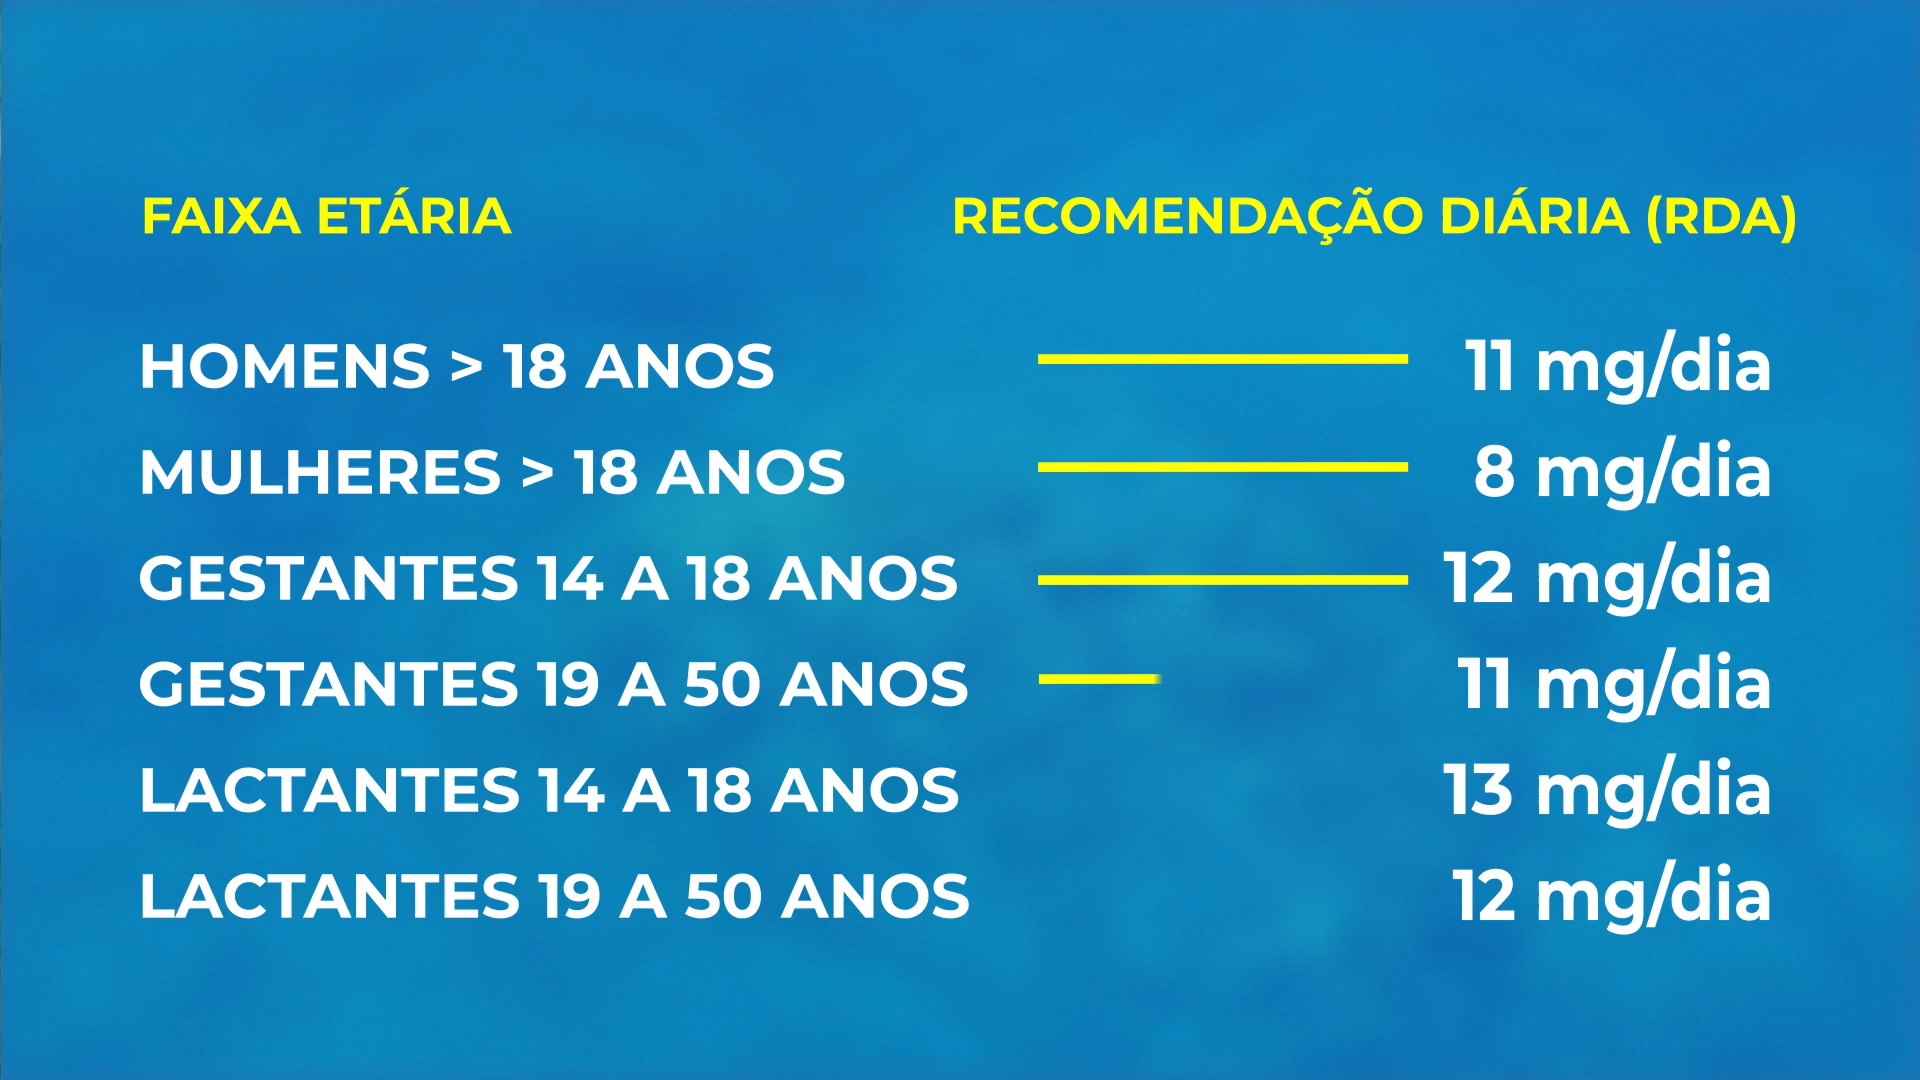 FAIXA ETÁRIA RECOMENDAÇÃO DIÁRIA (RDA)
HOMENS > 18 ANOS 11 mg/dia
MULHERES > 18 ANOS 8 mg/dia
GESTANTES 14 A 18 ANOS 12 mg/dia
GESTANTES 19 A 50 ANOS 11 mg/dia
LACTANTES 14 A 18 ANOS 13 mg/dia
LACTANTES 19 A 50 ANOS 12 mg/dia